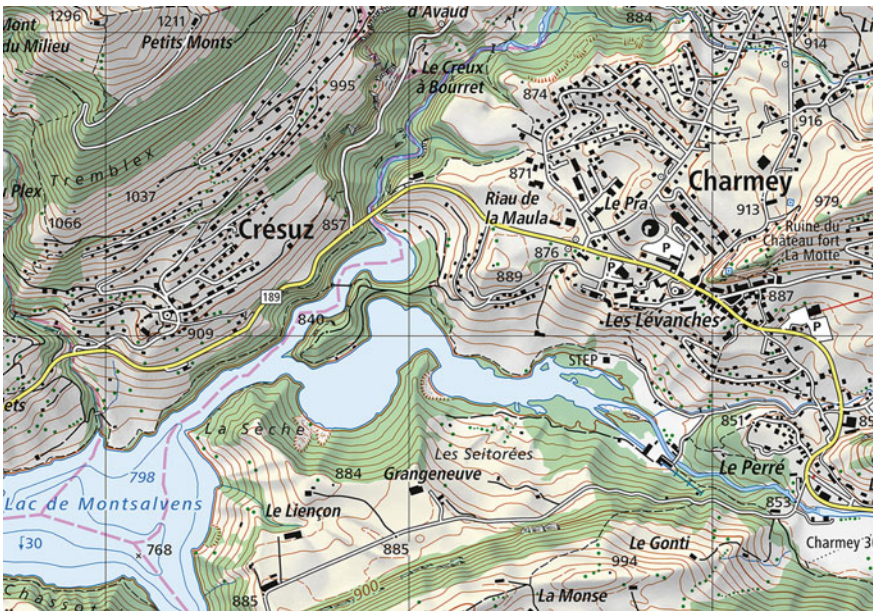 1296
1211
d'Avaud
884
914
Mont
du Milieu
Petits Monts
Le Creux
à Bourret
995
874
916
Tremblex
871
Charmey
Plex
1037
Riau de
la Maula
Le Pra
913
979
1066
857
Crésuz
P
Ruine du
Château fort
La Motte
876
P
889
189
887
840
909
Les Lévanches
P
STEP
ets
La Sèche
851
Les Seitorées
884
Grangeneuve
Le Perré
798
Lac de Montsalvens
Le Liençon
853
30
768
885
Le Gonti
Charmey
994
900
885
La Monse
Chassot